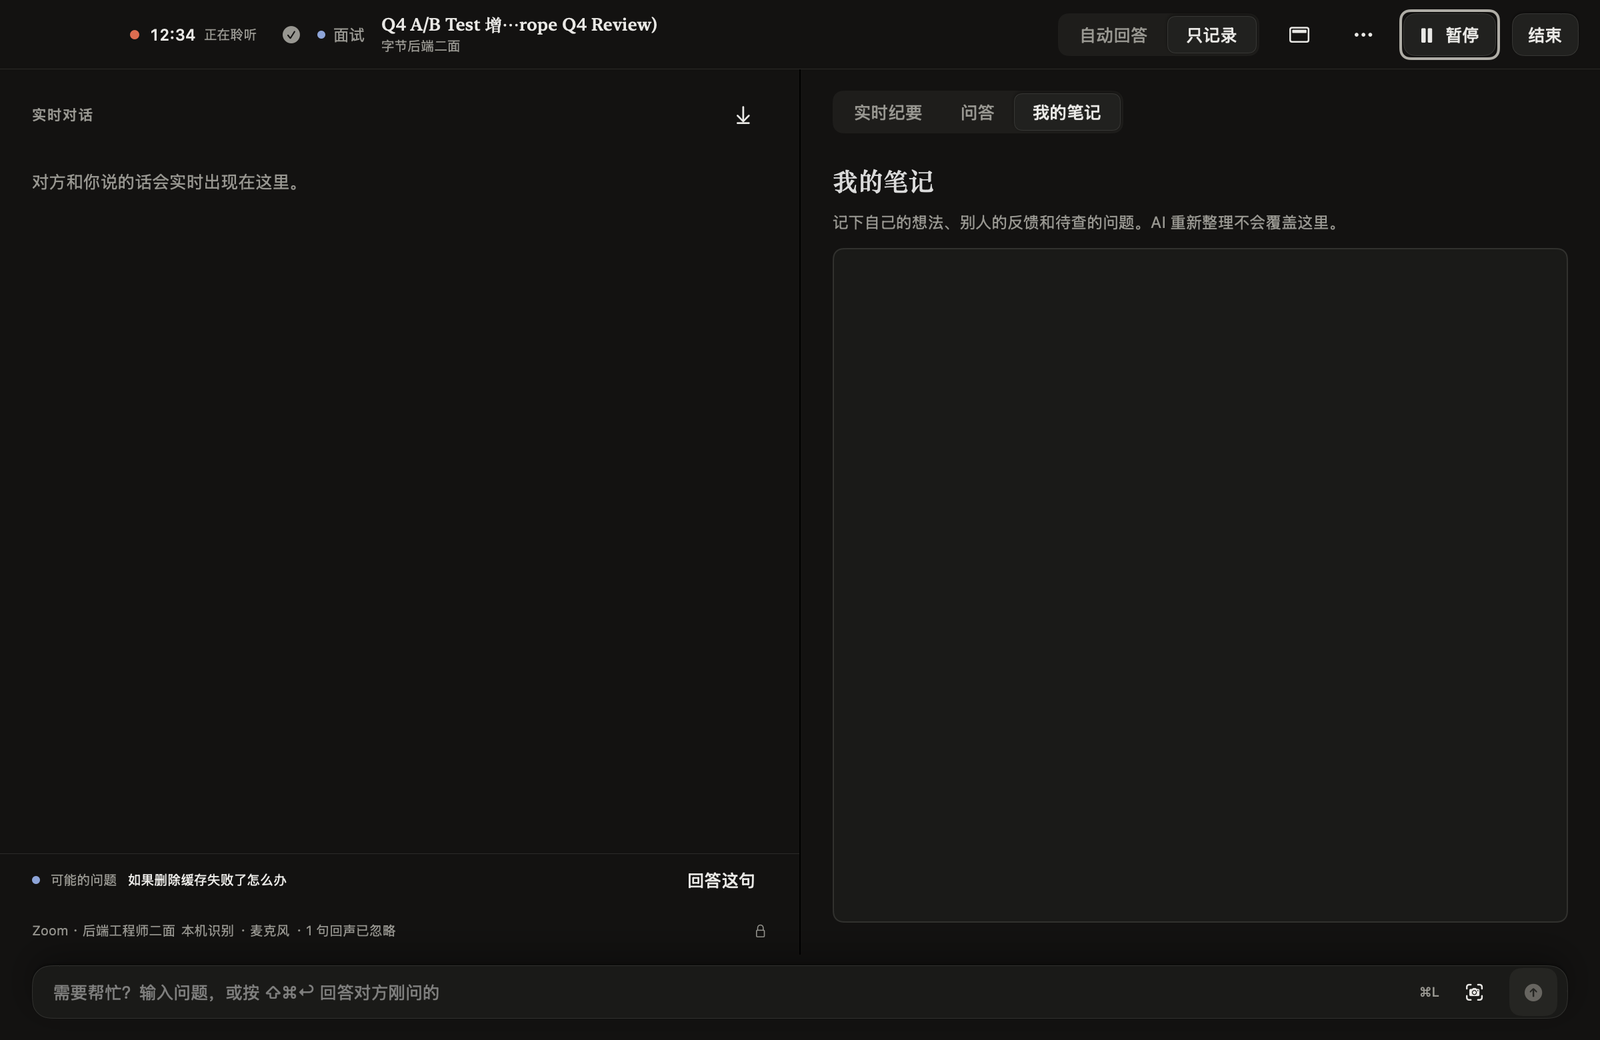 12:34 正在聆听
面试
Q4 A/B Test 增…rope Q4 Review)
字节后端二面
自动回答 只记录
暂停
结束
实时对话
对方和你说的话会实时出现在这里。
实时纪要 问答 我的笔记
我的笔记
记下自己的想法、别人的反馈和待查的问题。AI 重新整理不会覆盖这里。
可能的问题 如果删除缓存失败了怎么办
回答这句
Zoom · 后端工程师二面 本机识别 · 麦克风 · 1 句回声已忽略
需要帮忙？输入问题，或按 ⇧⌘↩ 回答对方刚问的
⌘L